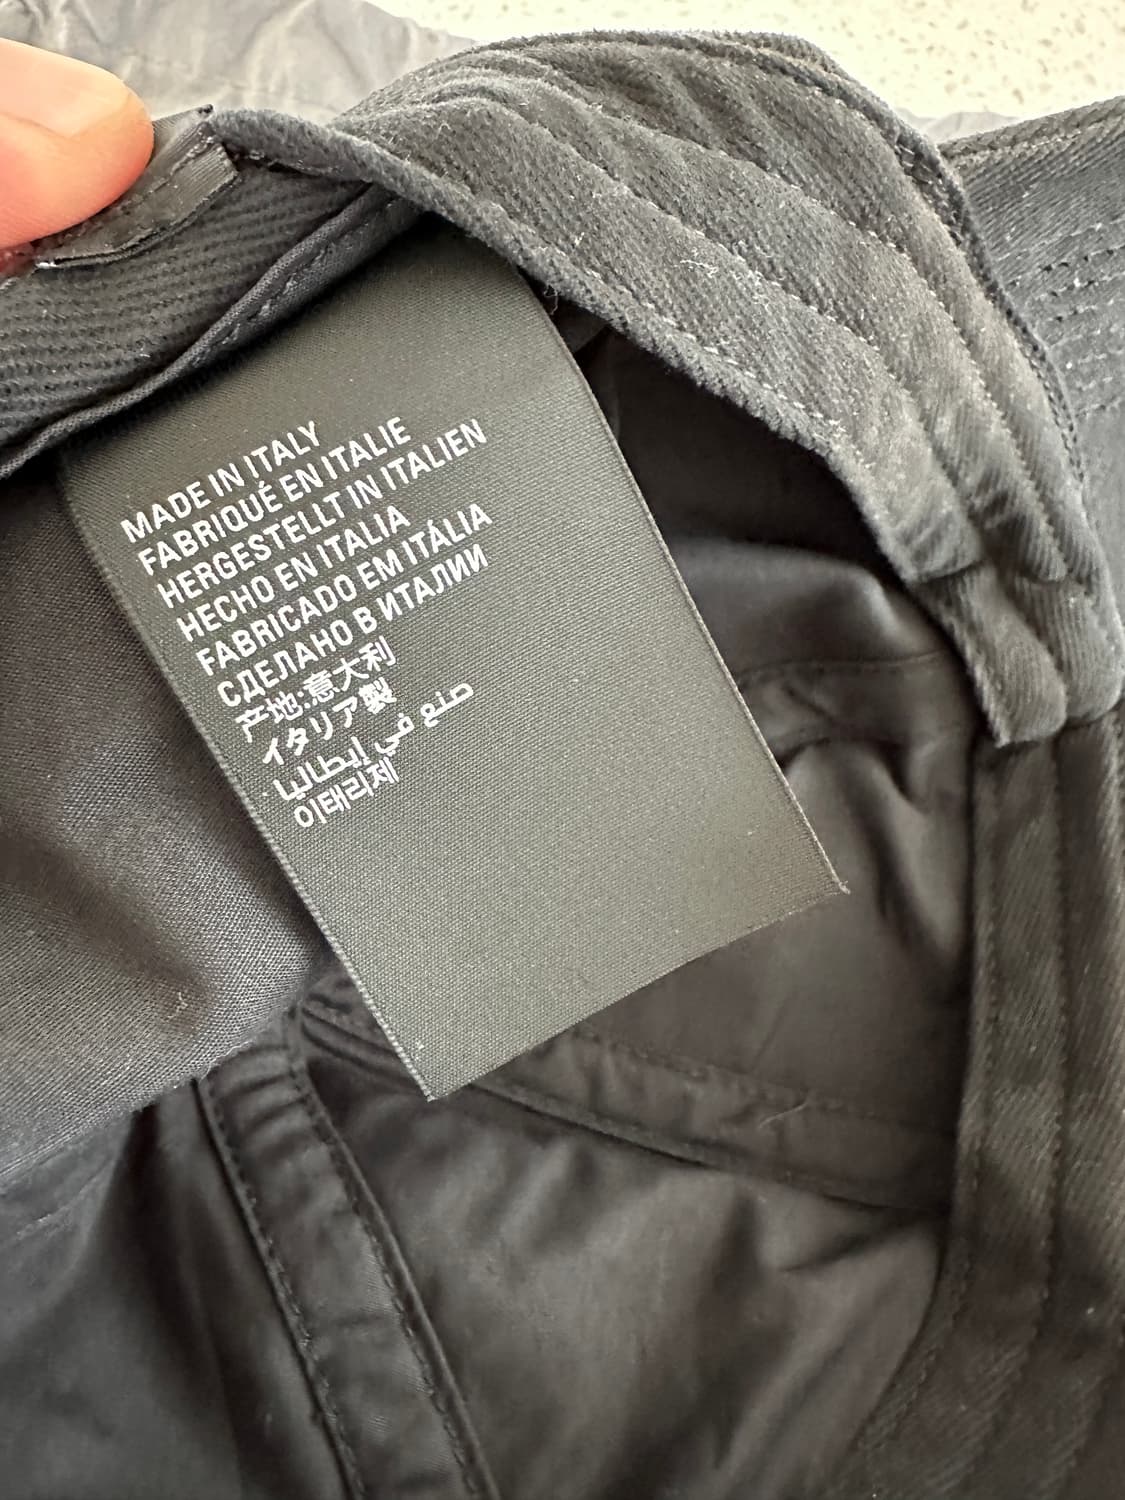 MADE IN ITALY
FABRIQUÉ EN ITALIE
HERGESTELLT IN ITALIEN
HECHO EN ITALIA
FABRICADO EM ITÁLIA
СДЕЛАНО В ИТАЛИИ
产地:意大利
イタリア製
صنع في إيطاليا
이태리제